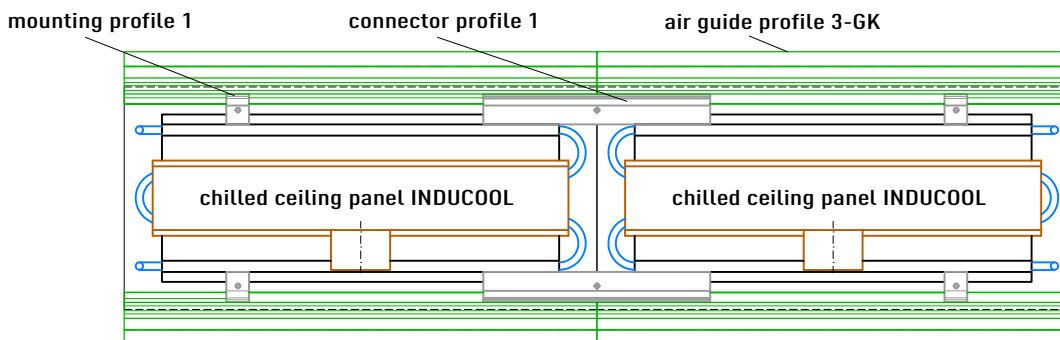 mounting profile 1
connector profile 1
air guide profile 3-GK
chilled ceiling panel INDUCOOL
chilled ceiling panel INDUCOOL